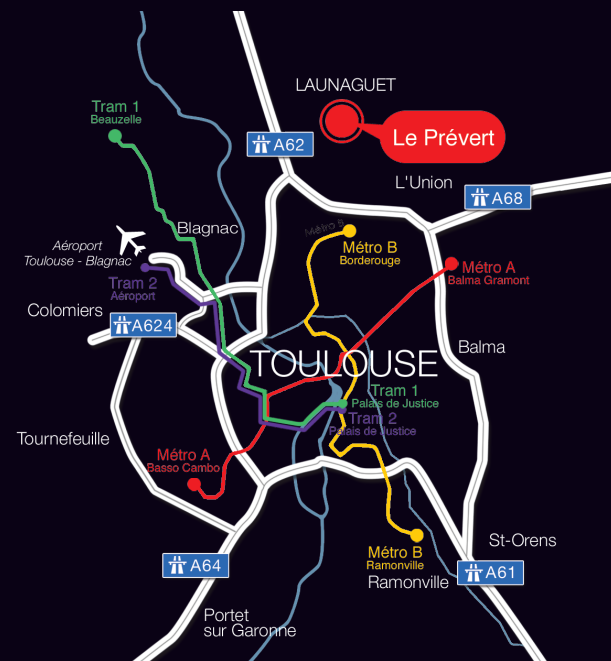 LAUNAGUET
Le Prévert
Tram 1
Beauzelle
A62
L'Union
A68
Blagnac
Métro B
Métro B
Borderouge
Aéroport
Toulouse - Blagnac
Métro A
Balma Gramont
Tram 2
Aéroport
Colomiers
A624
Balma
TOULOUSE
Tram 1
Palais de Justice
Tram 2
Palais de Justice
Tournefeuille
Métro A
Basso Cambo
St-Orens
Métro B
Ramonville
A64
A61
Ramonville
Portet
sur Garonne